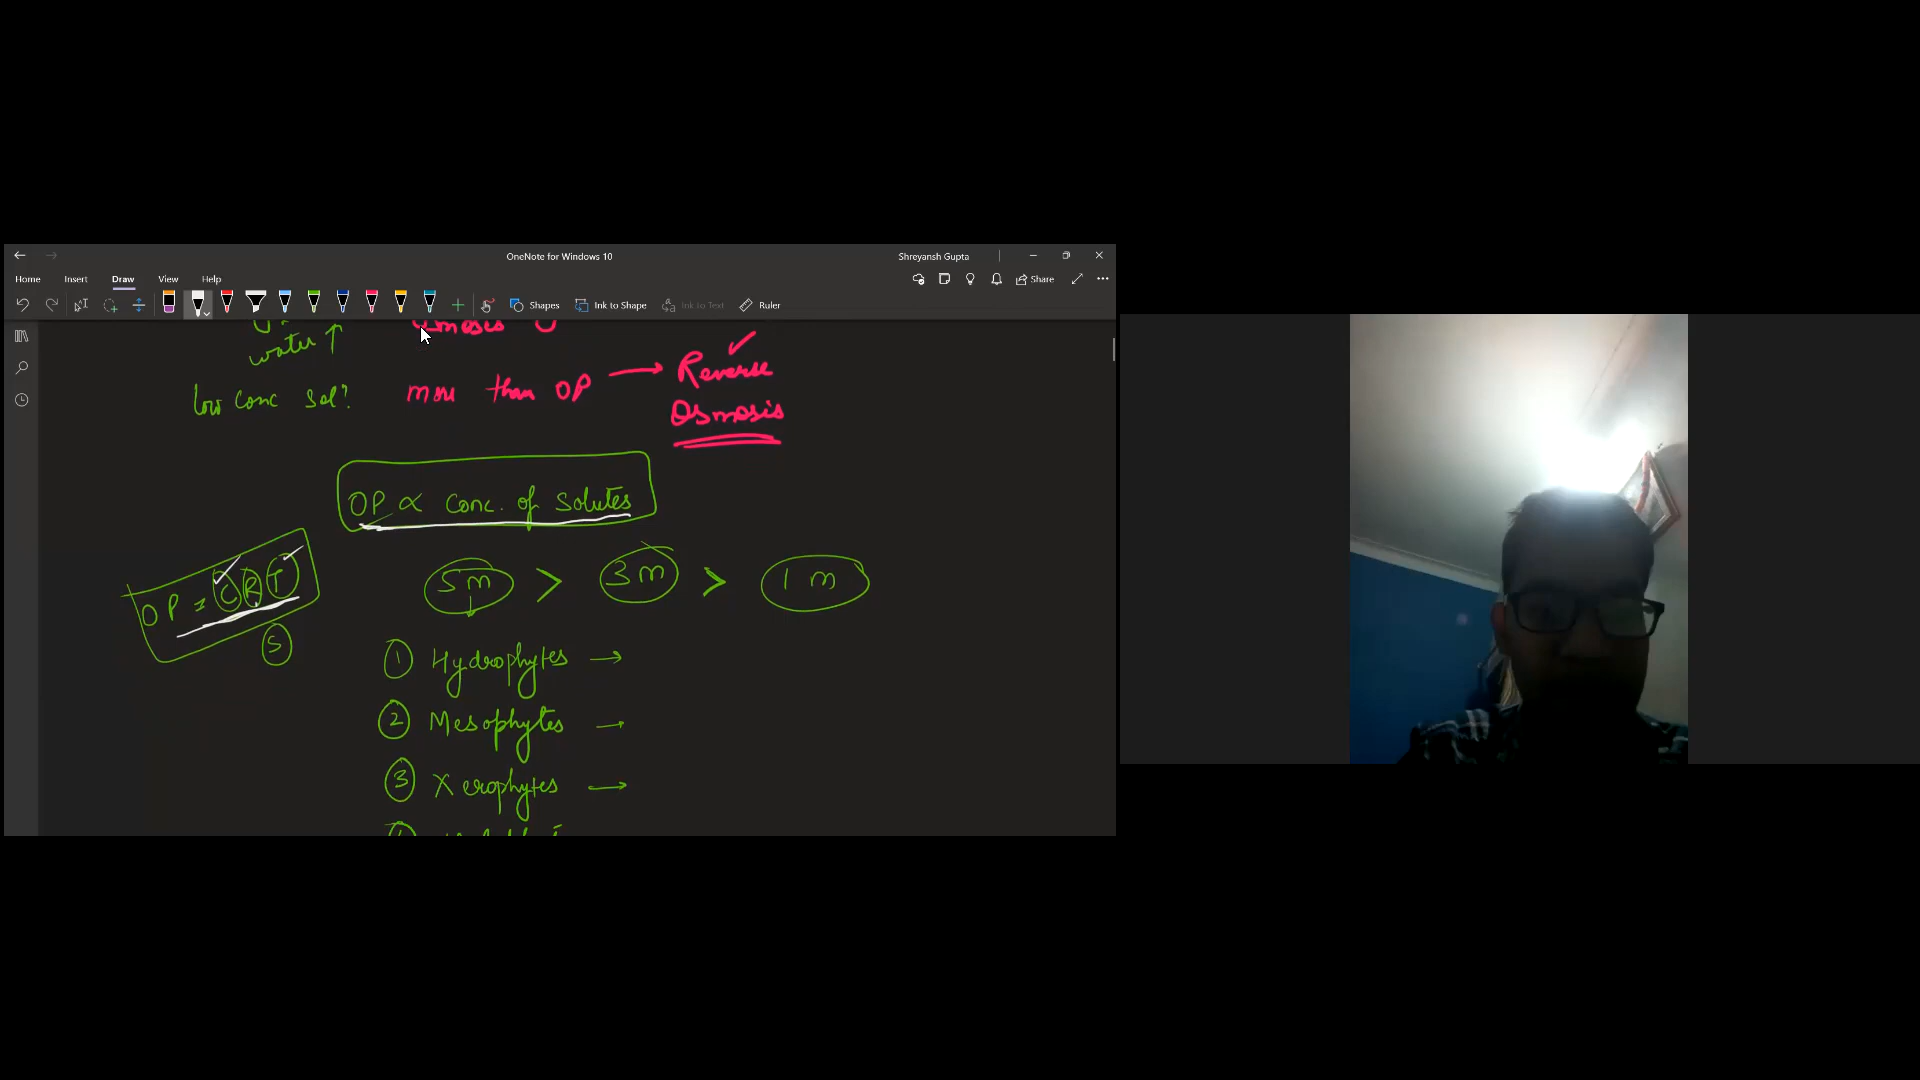 OneNote for Windows 10
Shreyansh Gupta
Home Insert Draw View Help
Share
Shapes Ink to Shape Ink to Text Ruler
water ↑
low conc sol?
more than OP → Reverse
Osmosis
OP ∝ Conc. of Solutes
OP = CRT
S
5m > 3m > 1m
① Hydrophytes →
② Mesophytes →
③ Xerophytes →